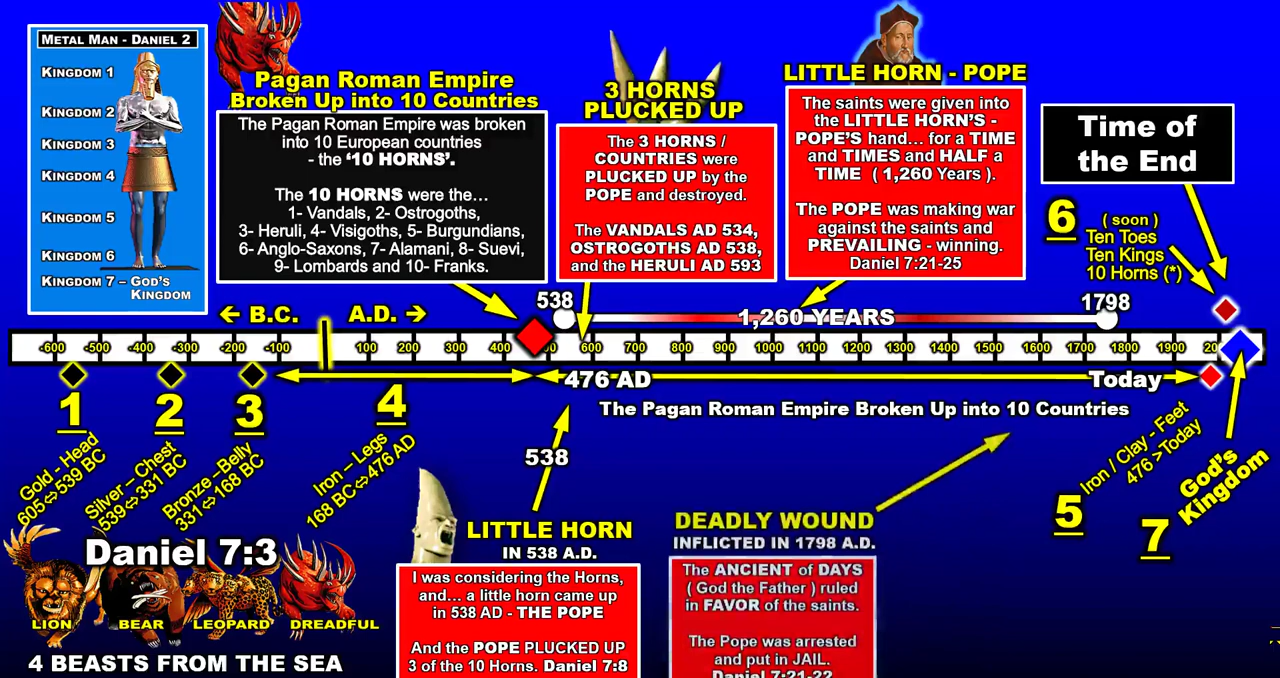 METAL MAN - DANIEL 2
KINGDOM 1
KINGDOM 2
KINGDOM 3
KINGDOM 4
KINGDOM 5
KINGDOM 6
KINGDOM 7 – GOD'S
KINGDOM
Pagan Roman Empire
Broken Up into 10 Countries
The Pagan Roman Empire was broken
into 10 European countries
- the ‘10 HORNS’.
The 10 HORNS were the…
1- Vandals, 2- Ostrogoths,
3- Heruli, 4- Visigoths, 5- Burgundians,
6- Anglo-Saxons, 7- Alamani, 8- Suevi,
9- Lombards and 10- Franks.
3 HORNS
PLUCKED UP
The 3 HORNS /
COUNTRIES were
PLUCKED UP by the
POPE and destroyed.
The VANDALS AD 534,
OSTROGOTHS AD 538,
and the HERULI AD 593
LITTLE HORN - POPE
The saints were given into
the LITTLE HORN'S -
POPE'S hand… for a TIME
and TIMES and HALF a
TIME ( 1,260 Years ).
The POPE was making war
against the saints and
PREVAILING - winning.
Daniel 7:21-25
Time of
the End
6
( soon )
Ten Toes
Ten Kings
10 Horns (*)
← B.C.
A.D. →
538
1,260 YEARS
1798
-600 -500 -400 -300 -200 -100 100 200 300 400 500 600 700 800 900 1000 1100 1200 1300 1400 1500 1600 1700 1800 1900
476 AD
Today
The Pagan Roman Empire Broken Up into 10 Countries
1
Gold - Head
605⇔539 BC
2
Silver – Chest
539⇔331 BC
3
Bronze –Belly
331⇔168 BC
4
Iron – Legs
168 BC⇔476 AD
5
Iron / Clay - Feet
476 >Today
7
God's
Kingdom
Daniel 7:3
LION
BEAR
LEOPARD
DREADFUL
4 BEASTS FROM THE SEA
538
LITTLE HORN
IN 538 A.D.
I was considering the Horns,
and… a little horn came up
in 538 AD - THE POPE
And the POPE PLUCKED UP
3 of the 10 Horns. Daniel 7:8
DEADLY WOUND
INFLICTED IN 1798 A.D.
The ANCIENT of DAYS
( God the Father ) ruled
in FAVOR of the saints.
The Pope was arrested
and put in JAIL.
Daniel 7:21-22